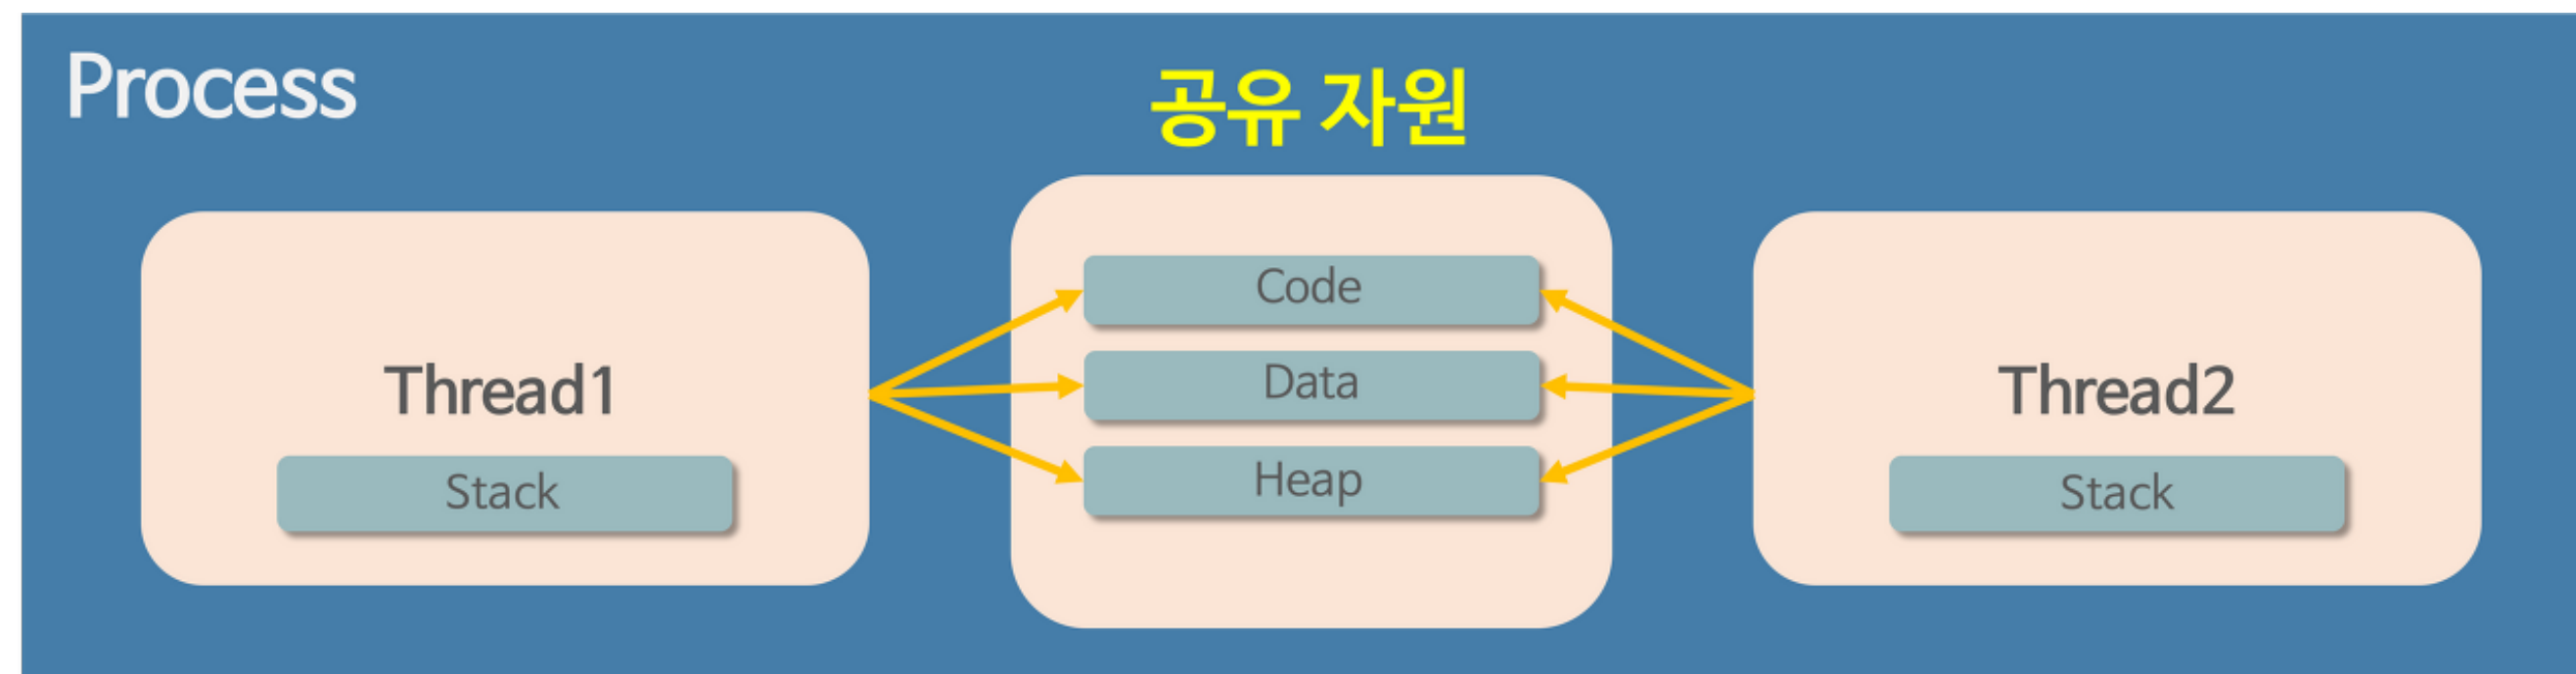 Process
공유 자원
Thread1
Stack
Code
Data
Heap
Thread2
Stack